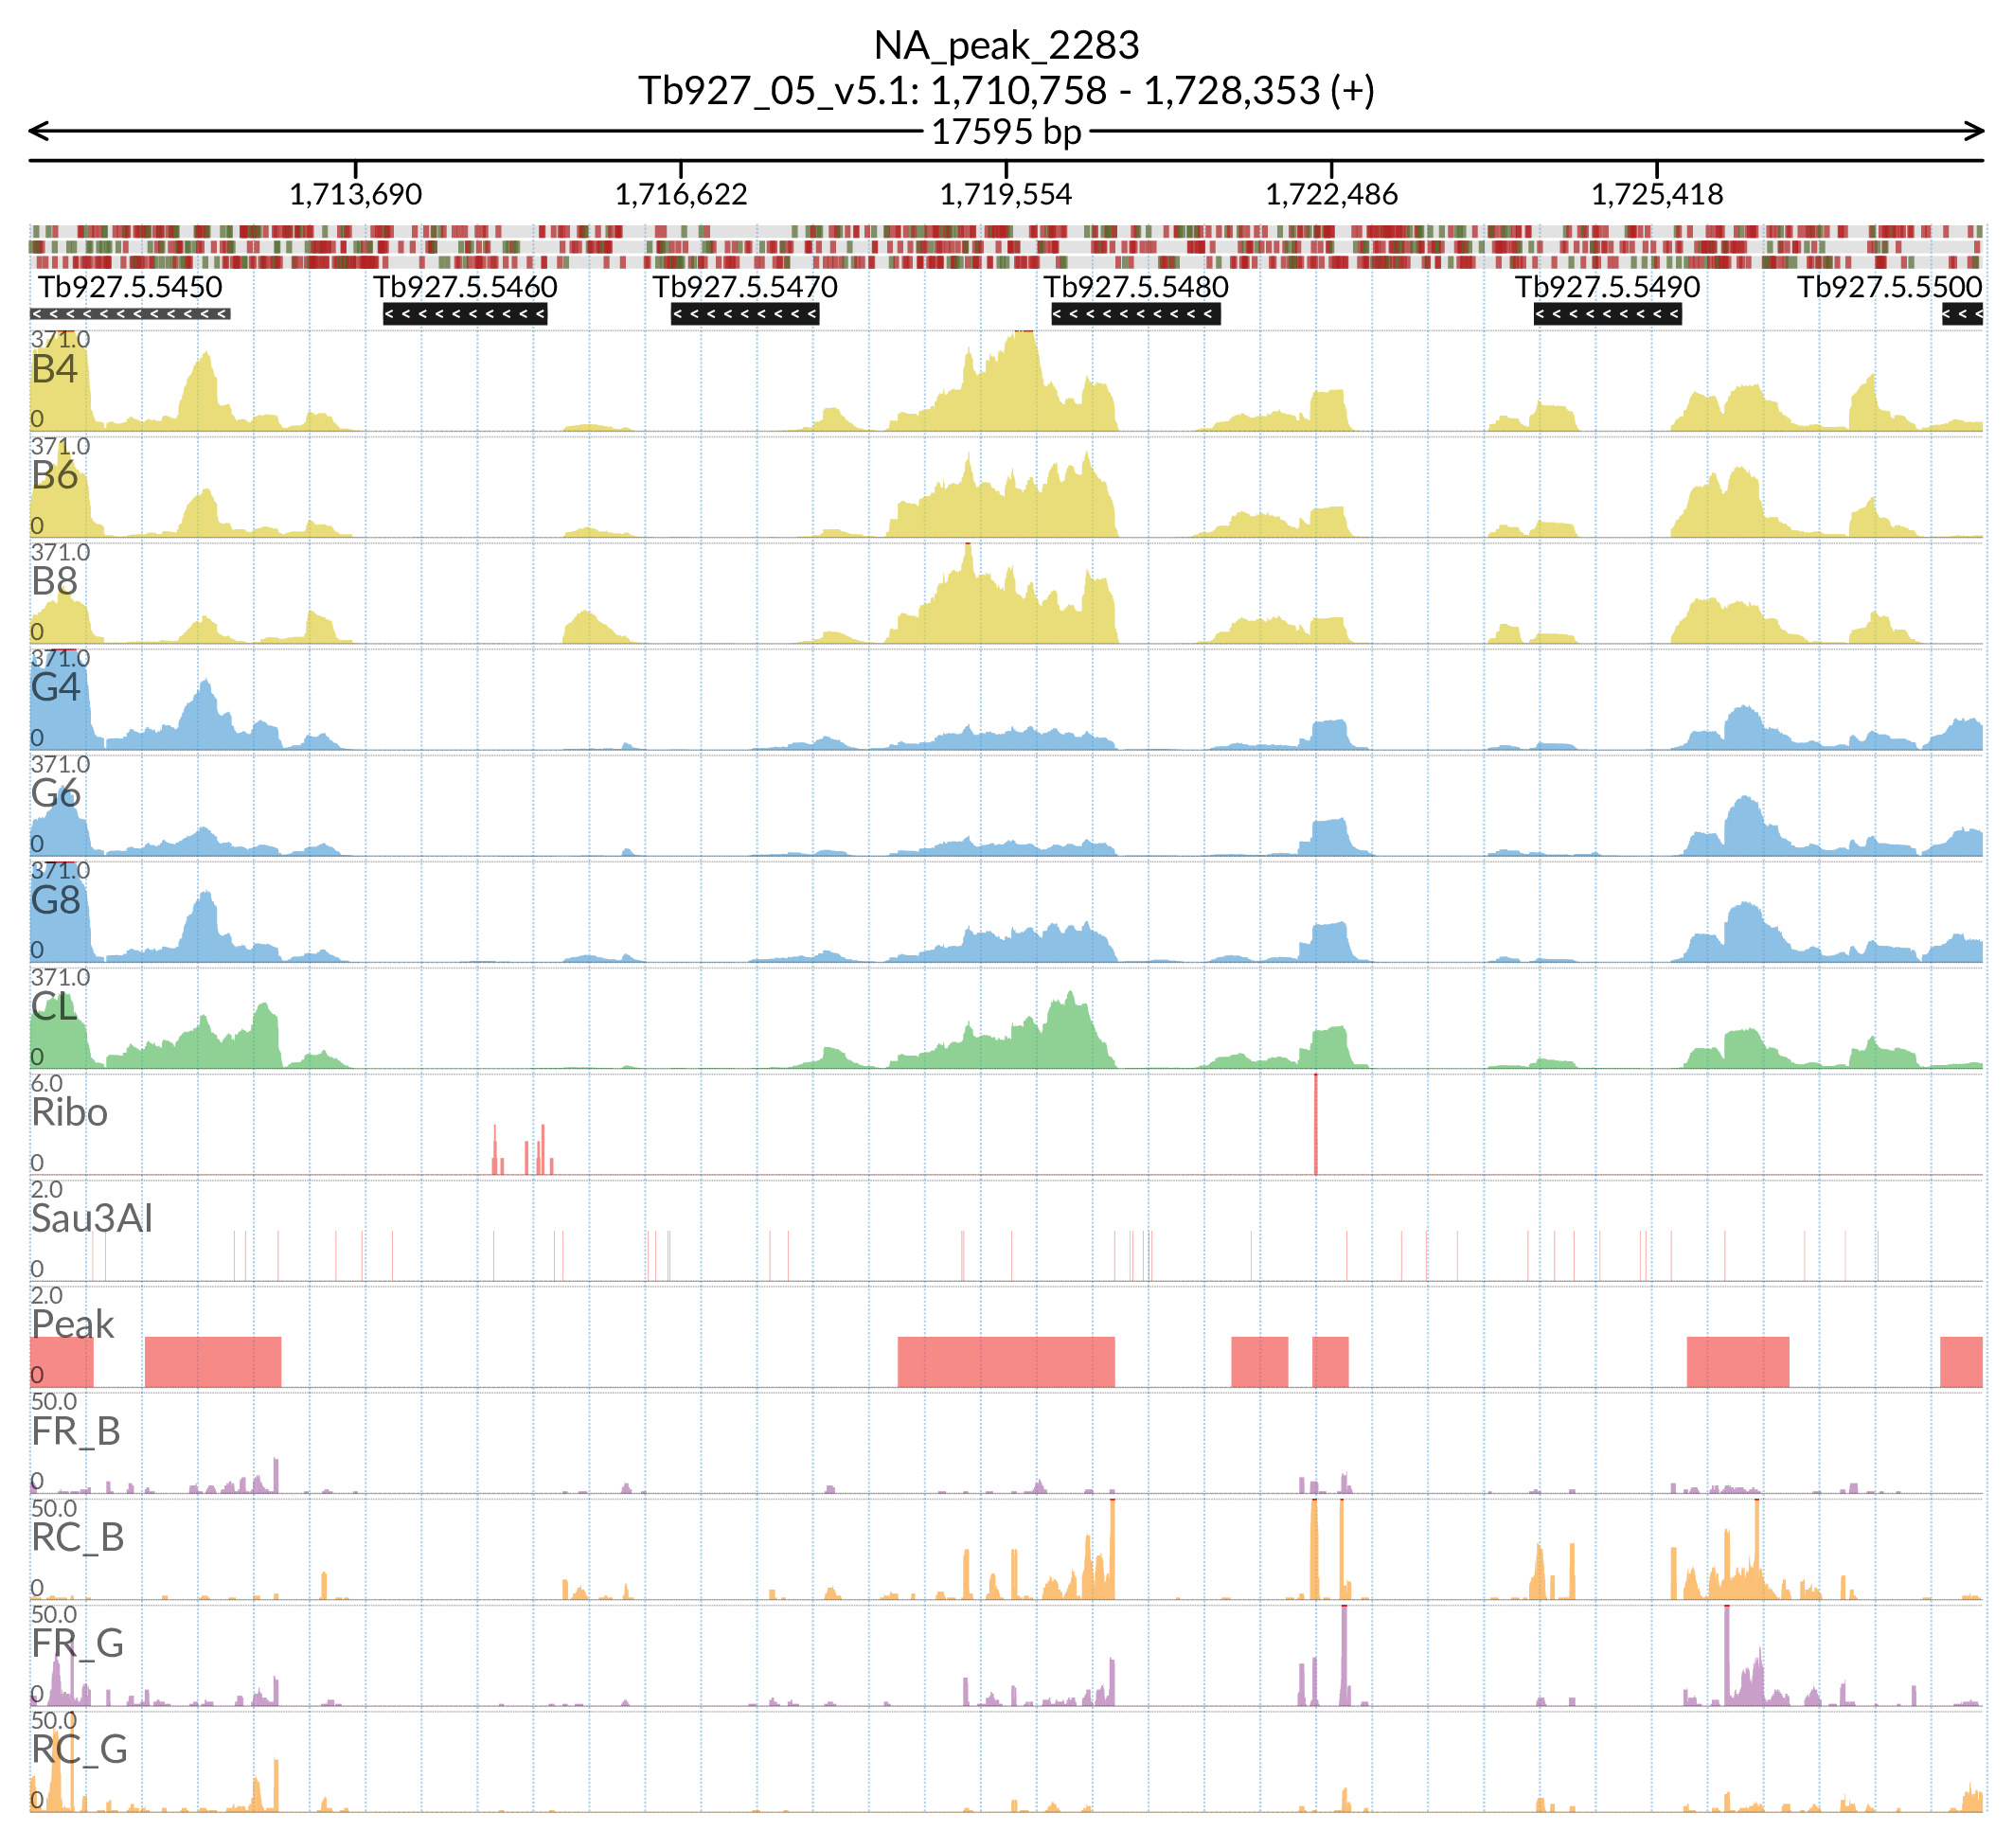 NA_peak_2283
Tb927_05_v5.1: 1,710,758 - 1,728,353 (+)
17595 bp
1,713,690 1,716,622 1,719,554 1,722,486 1,725,418
Tb927.5.5450 Tb927.5.5460 Tb927.5.5470 Tb927.5.5480 Tb927.5.5490 Tb927.5.5500
371.0
B4
0
371.0
B6
0
371.0
B8
0
371.0
G4
0
371.0
G6
0
371.0
G8
0
371.0
CL
0
6.0
Ribo
0
2.0
Sau3AI
0
2.0
Peak
0
50.0
FR_B
0
50.0
RC_B
0
50.0
FR_G
0
50.0
RC_G
0